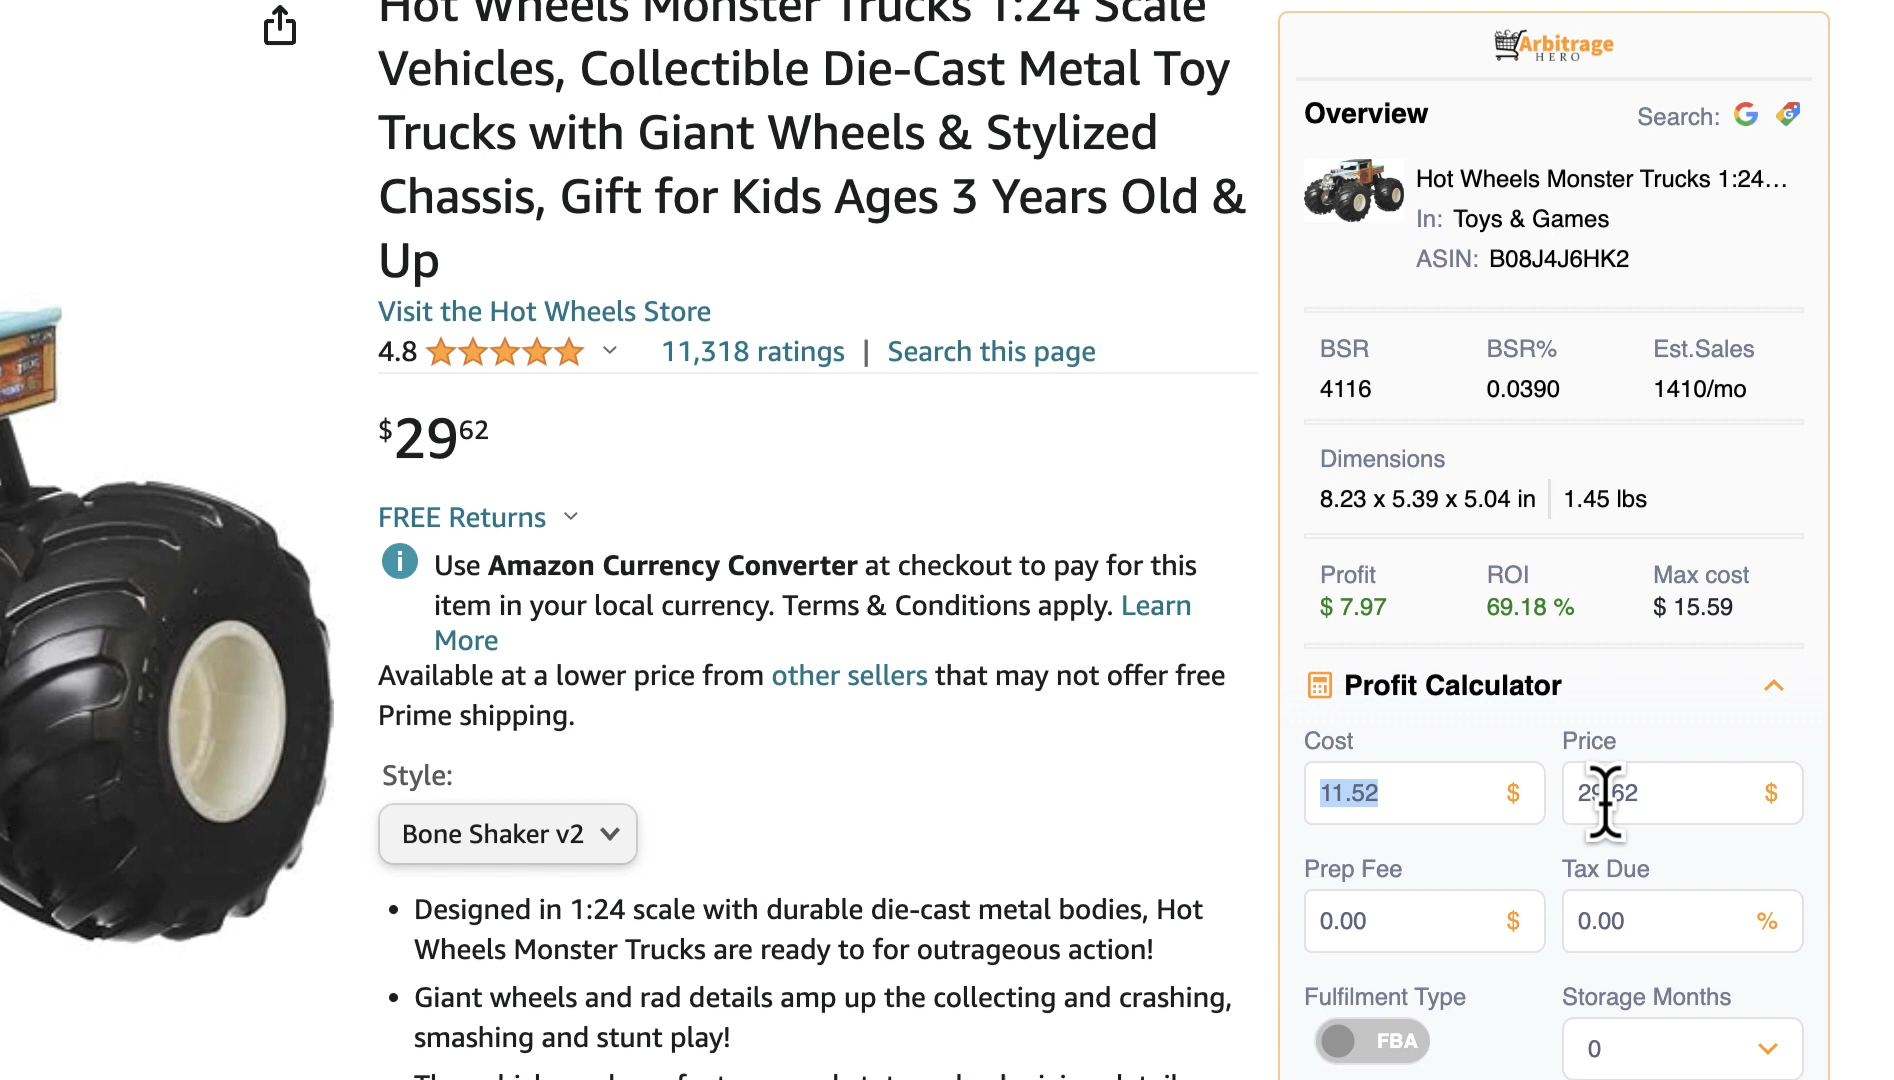 Hot Wheels Monster Trucks 1:24 Scale
Vehicles, Collectible Die-Cast Metal Toy
Trucks with Giant Wheels & Stylized
Chassis, Gift for Kids Ages 3 Years Old &
Up
Visit the Hot Wheels Store
4.8
11,318 ratings | Search this page
$29 62
FREE Returns
i Use Amazon Currency Converter at checkout to pay for this
item in your local currency. Terms & Conditions apply. Learn
More
Available at a lower price from other sellers that may not offer free
Prime shipping.
Style:
Bone Shaker v2
• Designed in 1:24 scale with durable die-cast metal bodies, Hot
Wheels Monster Trucks are ready to for outrageous action!
• Giant wheels and rad details amp up the collecting and crashing,
smashing and stunt play!
Arbitrage
HERO
Overview
Search: G G
Hot Wheels Monster Trucks 1:24...
In: Toys & Games
ASIN: B08J4J6HK2
BSR BSR% Est.Sales
4116 0.0390 1410/mo
Dimensions
8.23 x 5.39 x 5.04 in | 1.45 lbs
Profit ROI Max cost
$ 7.97 69.18 % $ 15.59
Profit Calculator
Cost Price
11.52 $ 29.62 $
Prep Fee Tax Due
0.00 $ 0.00 %
Fulfilment Type Storage Months
FBA 0